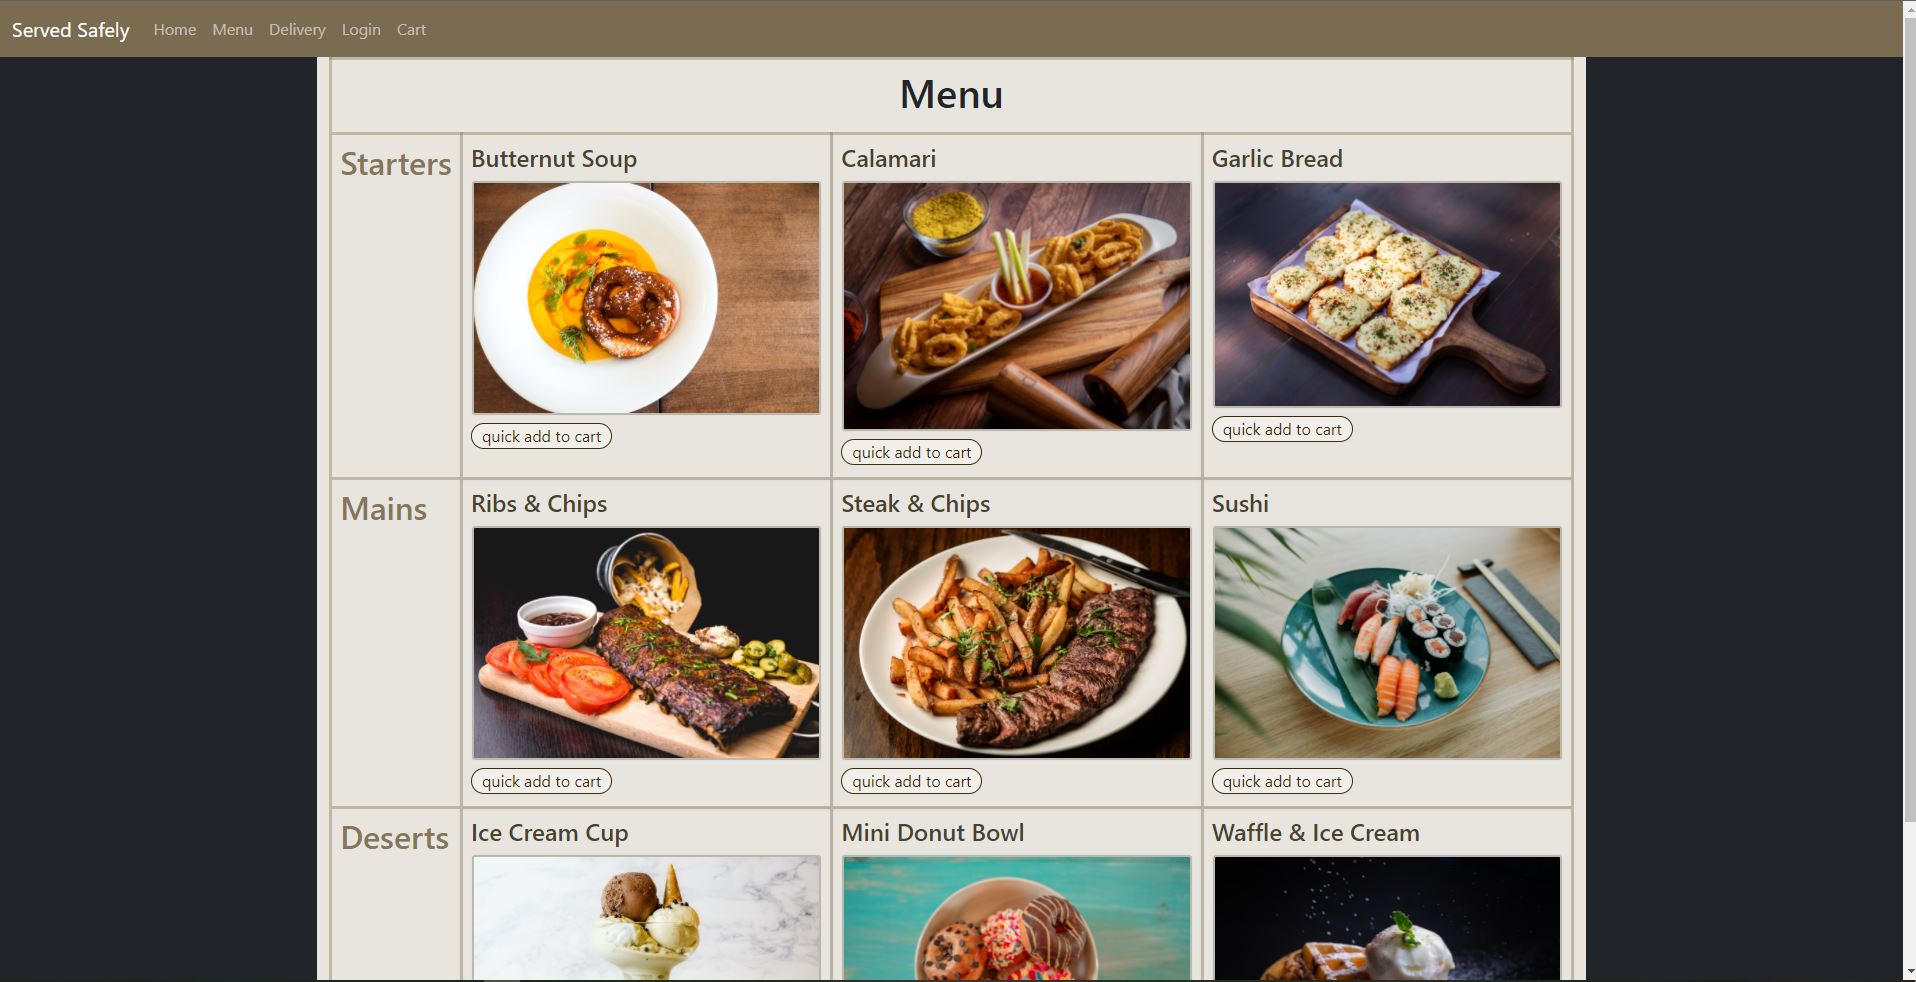 Served Safely Home Menu Delivery Login Cart
Menu
Starters Butternut Soup Calamari Garlic Bread
quick add to cart quick add to cart quick add to cart
Mains Ribs & Chips Steak & Chips Sushi
quick add to cart quick add to cart quick add to cart
Deserts Ice Cream Cup Mini Donut Bowl Waffle & Ice Cream